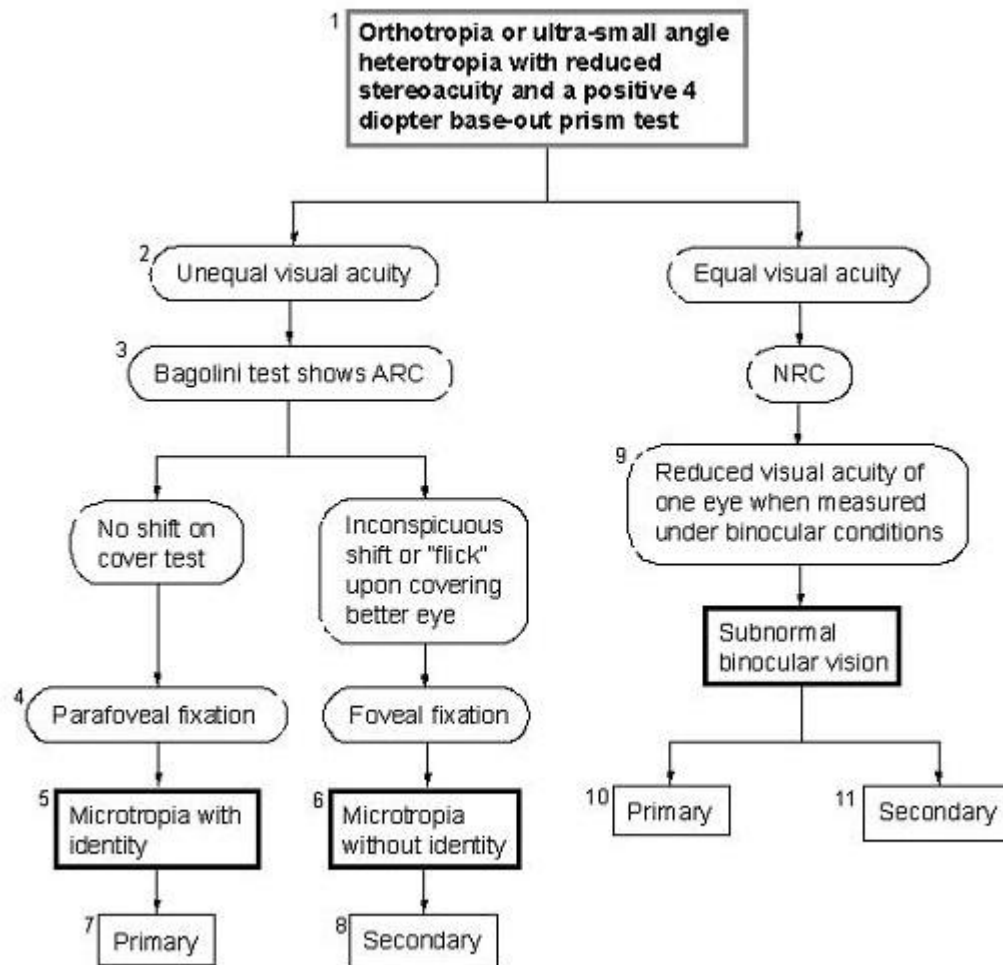 1
Orthotropia or ultra-small angle
heterotropia with reduced
stereoacuity and a positive 4
diopter base-out prism test
2
Unequal visual acuity
Equal visual acuity
3
Bagolini test shows ARC
NRC
9
Reduced visual acuity of
one eye when measured
under binocular conditions
No shift on
cover test
Inconspicuous
shift or "flick"
upon covering
better eye
Subnormal
binocular vision
4
Parafoveal fixation
Foveal fixation
5
Microtropia with
identity
6
Microtropia
without identity
10
Primary
11
Secondary
7
Primary
8
Secondary